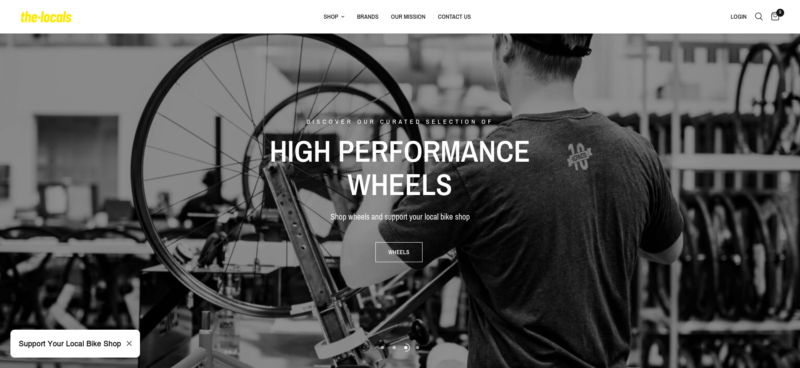 the•locals
SHOP
BRANDS
OUR MISSION
CONTACT US
LOGIN
DISCOVER OUR CURATED SELECTION OF
HIGH PERFORMANCE
WHEELS
Shop wheels and support your local bike shop
WHEELS
Support Your Local Bike Shop